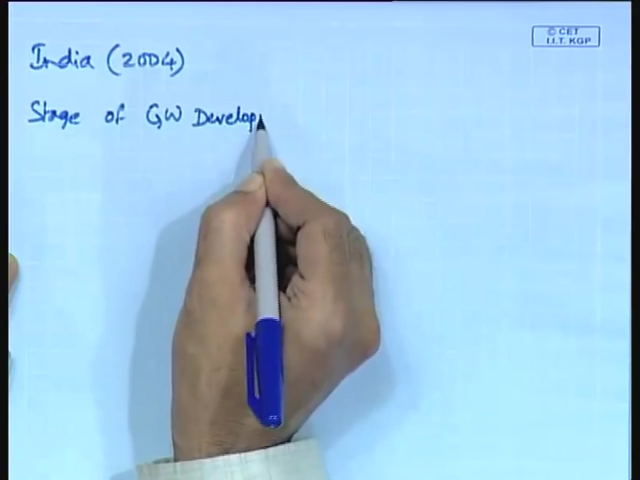 © CET
I.I.T. KGP
India (2004)
Stage of GW Develop